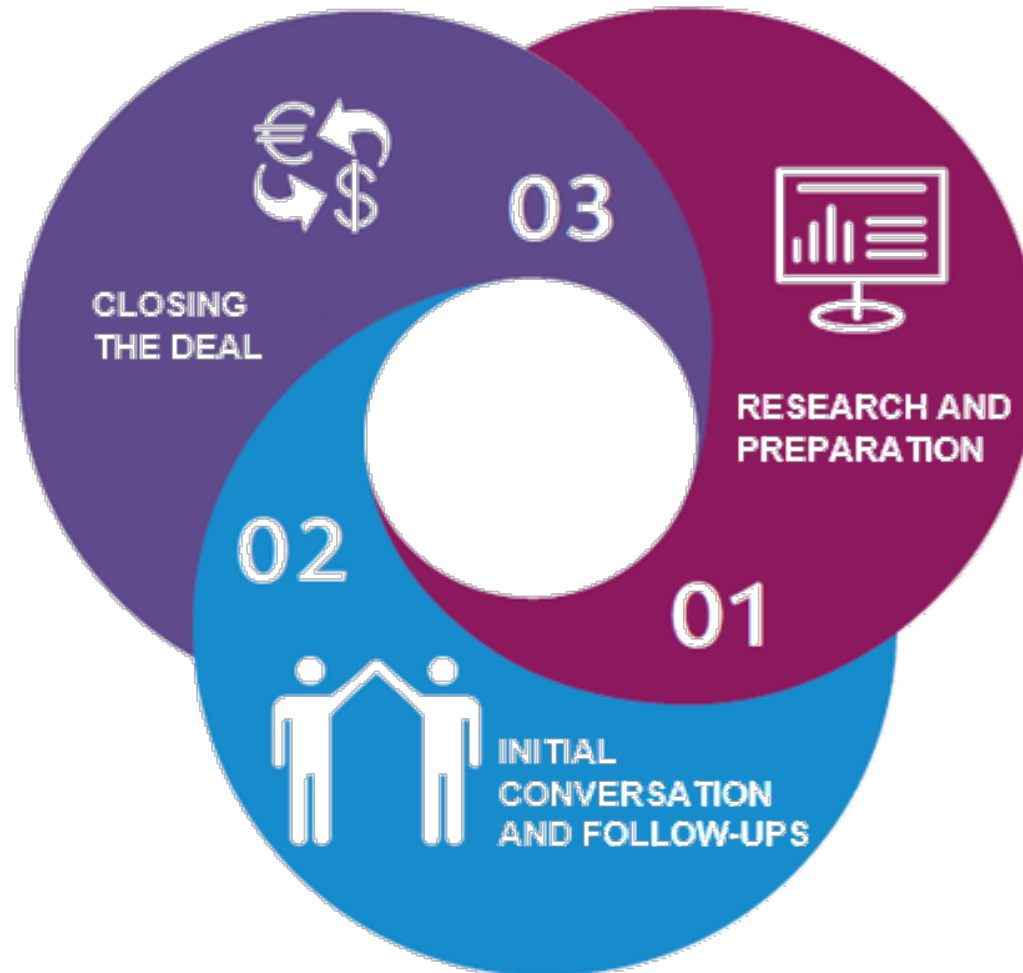 03
CLOSING
THE DEAL
€
$
RESEARCH AND
PREPARATION
02
01
INITIAL
CONVERSATION
AND FOLLOW-UPS